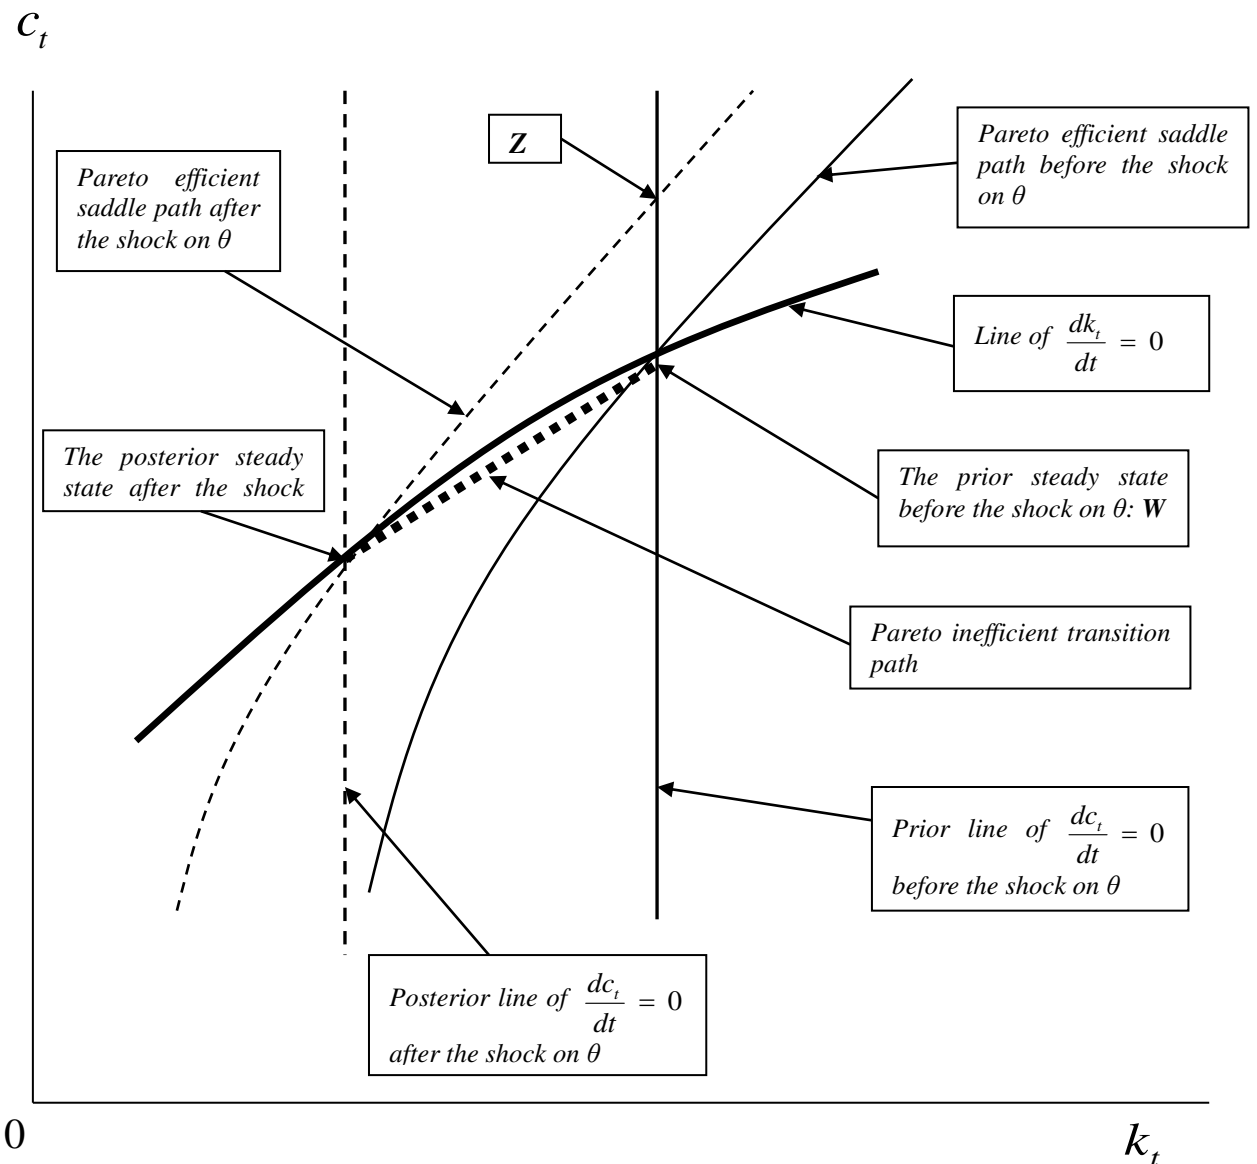 c_t
Z
Pareto efficient saddle
path before the shock
on θ
Pareto efficient
saddle path after
the shock on θ
Line of dk_t/dt = 0
The posterior steady
state after the shock
The prior steady state
before the shock on θ: W
Pareto inefficient transition
path
Prior line of dc_t/dt = 0
before the shock on θ
Posterior line of dc_t/dt = 0
after the shock on θ
0
k_t